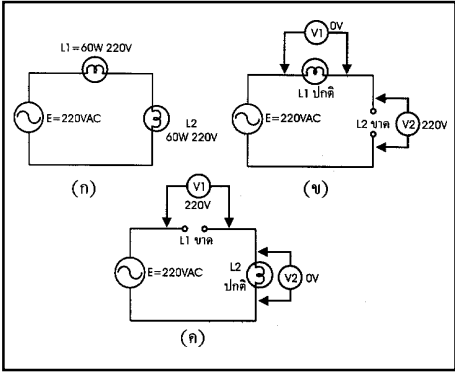 L1=60W 220V
E=220VAC
L2
60W 220V
(ก)
V1 0V
L1 ปกติ
E=220VAC
L2 ขาด
V2 220V
(ข)
V1
220V
L1 ขาด
E=220VAC
L2
ปกติ
V2 0V
(ค)